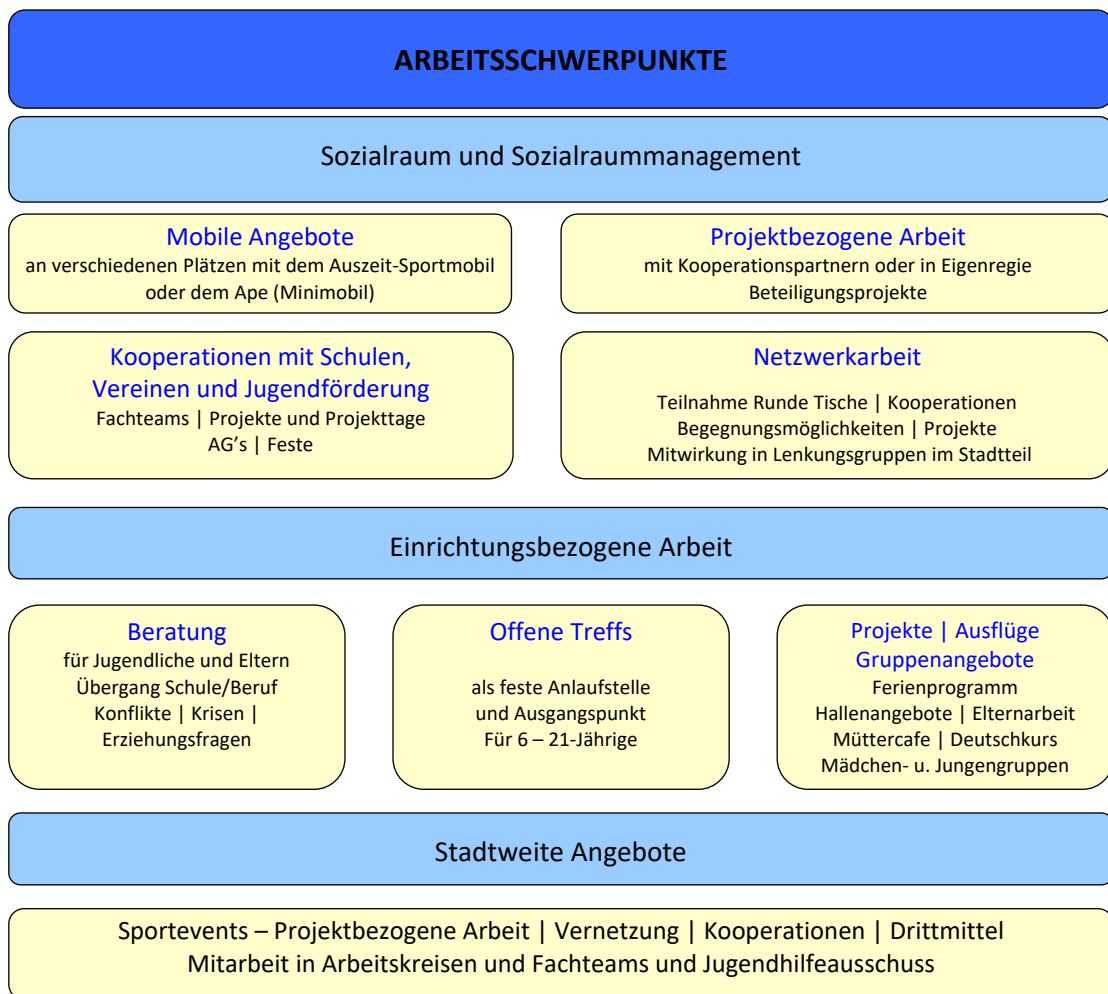 ARBEITSSCHWERPUNKTE
Sozialraum und Sozialraummanagement
Mobile Angebote
an verschiedenen Plätzen mit dem Auszeit-Sportmobil
oder dem Ape (Minimobil)
Projektbezogene Arbeit
mit Kooperationspartnern oder in Eigenregie
Beteiligungsprojekte
Kooperationen mit Schulen,
Vereinen und Jugendförderung
Fachteams | Projekte und Projekttage
AG’s | Feste
Netzwerkarbeit
Teilnahme Runde Tische | Kooperationen
Begegnungsmöglichkeiten | Projekte
Mitwirkung in Lenkungsgruppen im Stadtteil
Einrichtungsbezogene Arbeit
Beratung
für Jugendliche und Eltern
Übergang Schule/Beruf
Konflikte | Krisen |
Erziehungsfragen
Offene Treffs
als feste Anlaufstelle
und Ausgangspunkt
Für 6 – 21-Jährige
Projekte | Ausflüge
Gruppenangebote
Ferienprogramm
Hallenangebote | Elternarbeit
Müttercafe | Deutschkurs
Mädchen- u. Jungengruppen
Stadtweite Angebote
Sportevents – Projektbezogene Arbeit | Vernetzung | Kooperationen | Drittmittel
Mitarbeit in Arbeitskreisen und Fachteams und Jugendhilfeausschuss